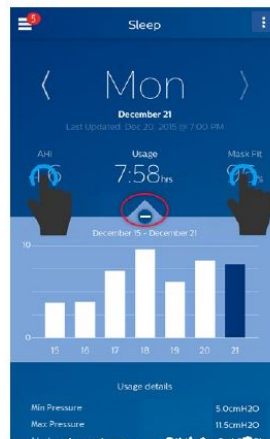 5
Sleep
Mon
December 21
Last Updated: Dec 20, 2015 @ 7:00 PM
AHI Usage Mask Fit
7:58 hrs
December 15 - December 21
10
0
15 16 17 18 19 20 21
Usage details
Min Pressure 5.0cmH2O
Max Pressure 11.5cmH2O